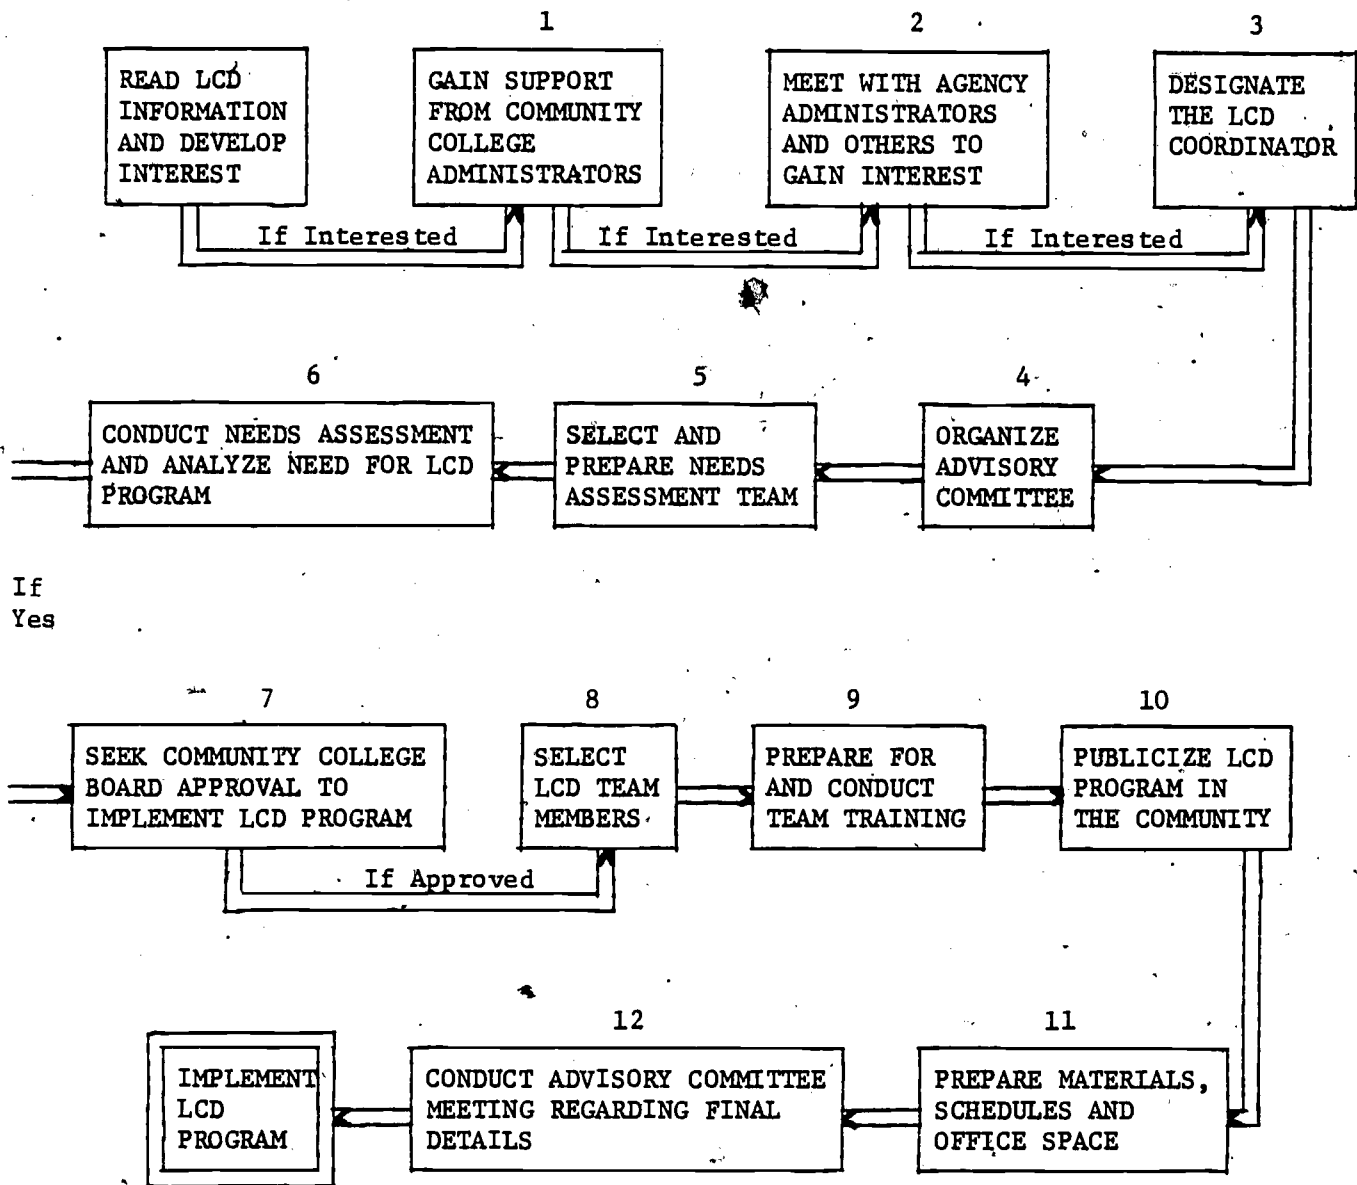 1
2
3
READ LCD
INFORMATION
AND DEVELOP
INTEREST
GAIN SUPPORT
FROM COMMUNITY
COLLEGE
ADMINISTRATORS
MEET WITH AGENCY
ADMINISTRATORS
AND OTHERS TO
GAIN INTEREST
DESIGNATE
THE LCD
COORDINATOR
If Interested
If Interested
If Interested
6
5
4
CONDUCT NEEDS ASSESSMENT
AND ANALYZE NEED FOR LCD
PROGRAM
SELECT AND
PREPARE NEEDS
ASSESSMENT TEAM
ORGANIZE
ADVISORY
COMMITTEE
If
Yes
7
8
9
10
SEEK COMMUNITY COLLEGE
BOARD APPROVAL TO
IMPLEMENT LCD PROGRAM
SELECT
LCD TEAM
MEMBERS
PREPARE FOR
AND CONDUCT
TEAM TRAINING
PUBLICIZE LCD
PROGRAM IN
THE COMMUNITY
If Approved
12
11
IMPLEMENT
LCD
PROGRAM
CONDUCT ADVISORY COMMITTEE
MEETING REGARDING FINAL
DETAILS
PREPARE MATERIALS,
SCHEDULES AND
OFFICE SPACE